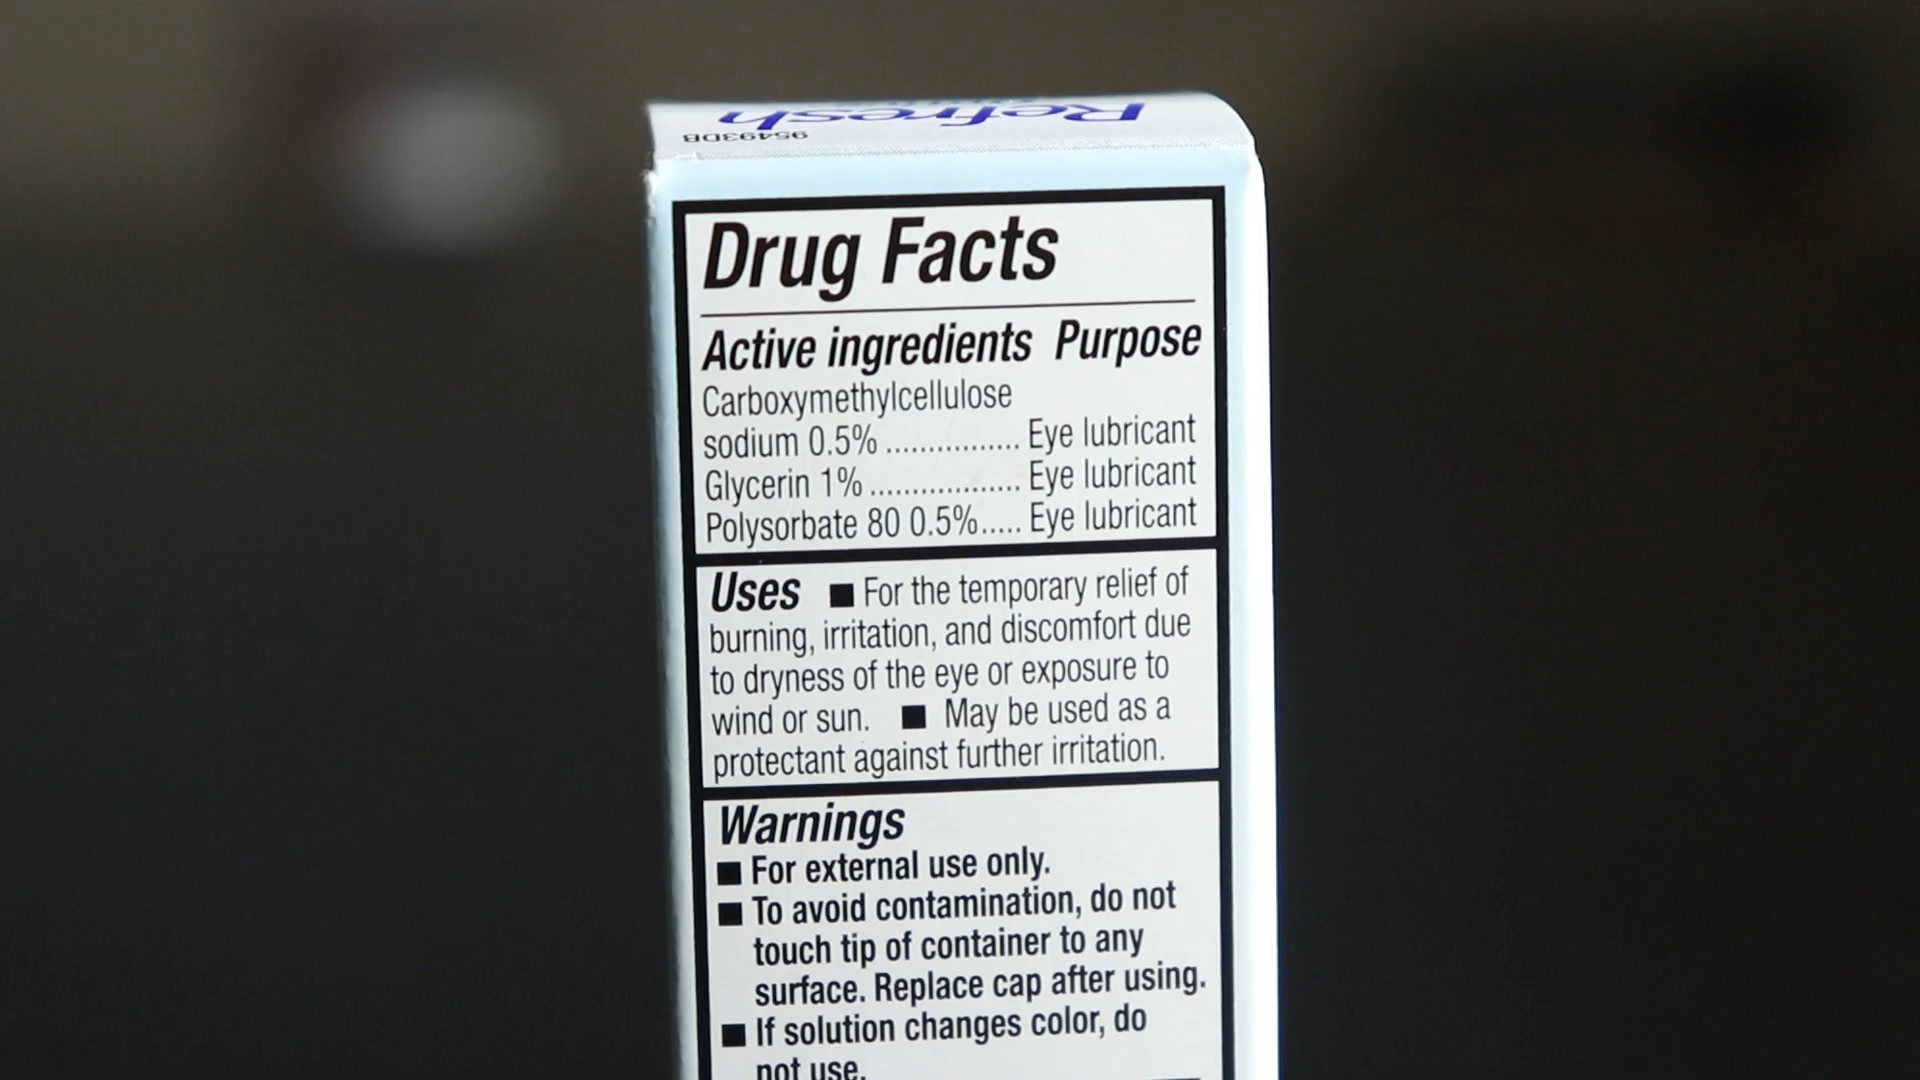 Refresh
95493DB
Drug Facts
Active ingredients Purpose
Carboxymethylcellulose
sodium 0.5% ................ Eye lubricant
Glycerin 1% .................. Eye lubricant
Polysorbate 80 0.5%..... Eye lubricant
Uses ■ For the temporary relief of
burning, irritation, and discomfort due
to dryness of the eye or exposure to
wind or sun. ■ May be used as a
protectant against further irritation.
Warnings
■ For external use only.
■ To avoid contamination, do not
touch tip of container to any
surface. Replace cap after using.
■ If solution changes color, do
not use.